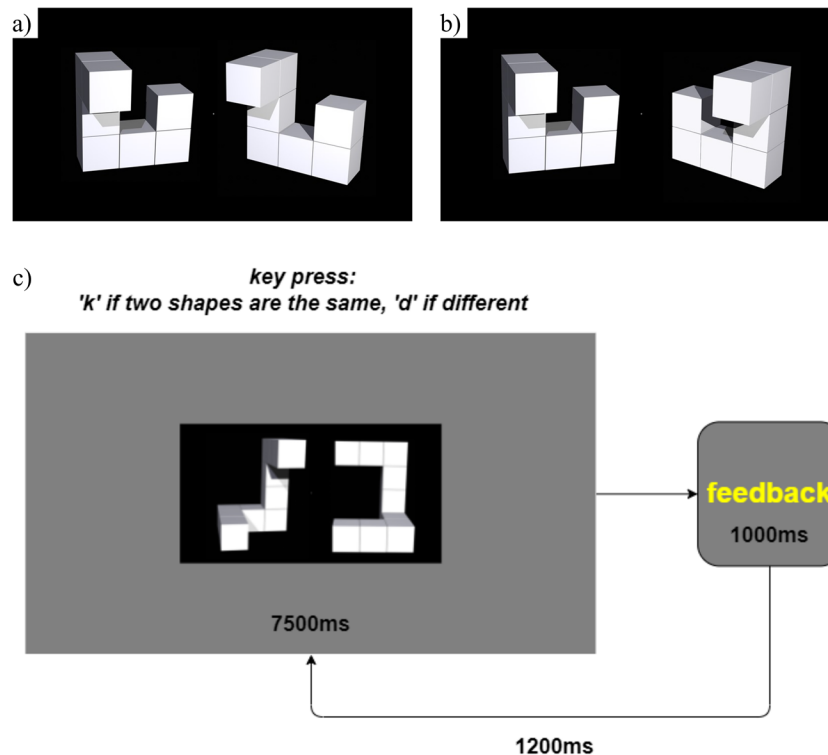 a)
b)
c)
key press:
'k' if two shapes are the same, 'd' if different
feedback
1000ms
7500ms
1200ms